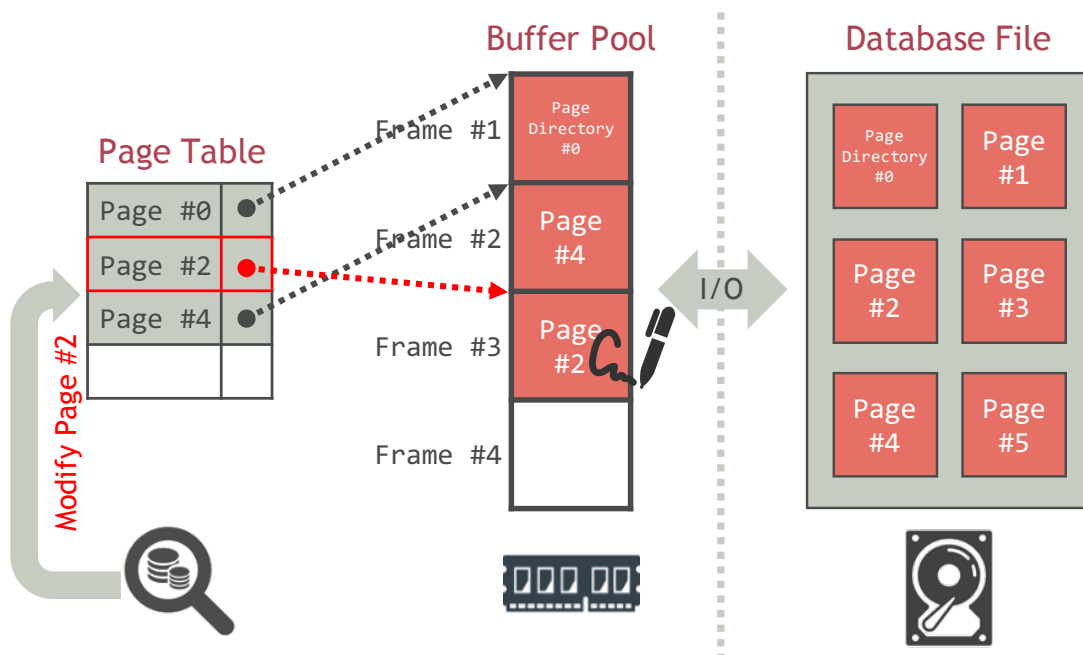 Buffer Pool
Database File
Page Table
Page #0
Page #2
Page #4
Modify Page #2
Frame #1
Frame #2
Frame #3
Frame #4
Page
Directory
#0
Page
#4
Page
#2
I/O
Page
Directory
#0
Page
#1
Page
#2
Page
#3
Page
#4
Page
#5